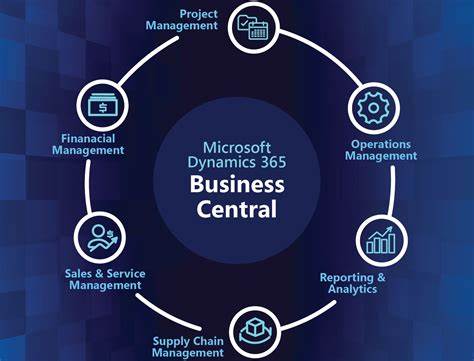 Project
Management
Finanacial
Management
Microsoft
Dynamics 365
Business
Central
Operations
Management
Sales & Service
Management
Reporting &
Analytics
Supply Chain
Management